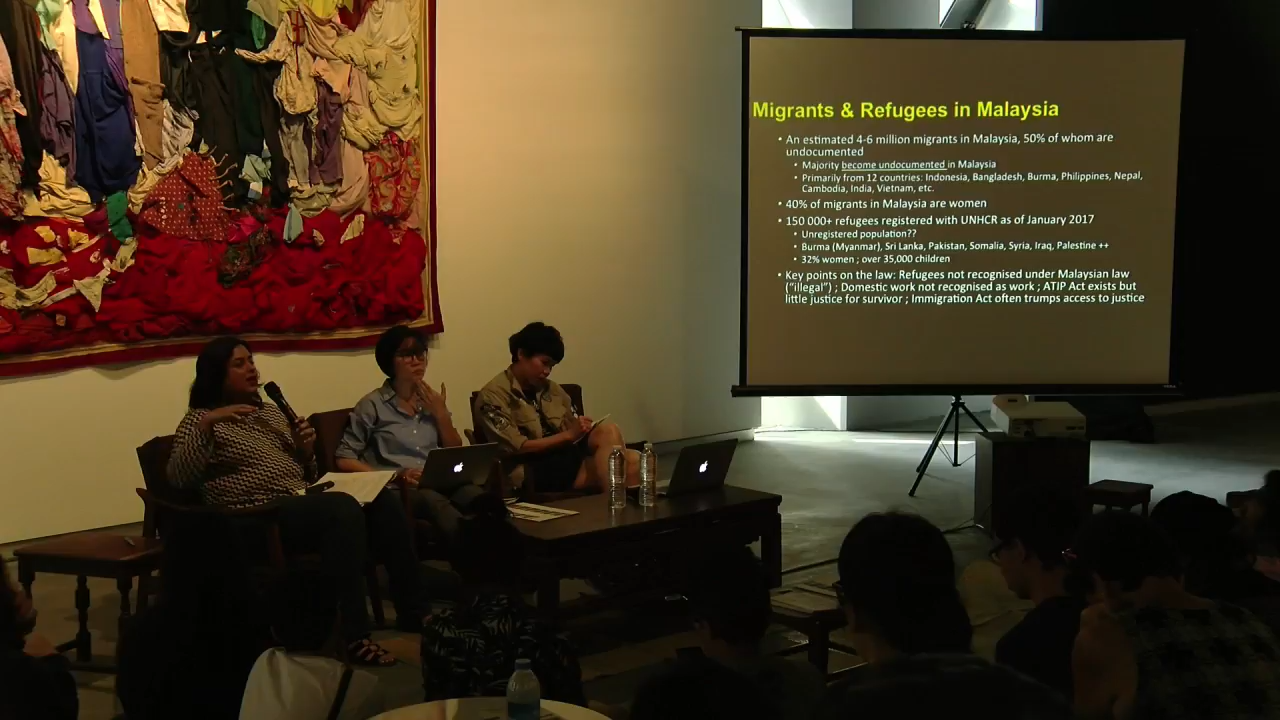 Migrants & Refugees in Malaysia
• An estimated 4-6 million migrants in Malaysia, 50% of whom are
undocumented
• Majority become undocumented in Malaysia
• Primarily from 12 countries: Indonesia, Bangladesh, Burma, Philippines, Nepal,
Cambodia, India, Vietnam, etc.
• 40% of migrants in Malaysia are women
• 150 000+ refugees registered with UNHCR as of January 2017
• Unregistered population??
• Burma (Myanmar), Sri Lanka, Pakistan, Somalia, Syria, Iraq, Palestine ++
• 32% women ; over 35,000 children
• Key points on the law: Refugees not recognised under Malaysian law
("illegal") ; Domestic work not recognised as work ; ATIP Act exists but
little justice for survivor ; Immigration Act often trumps access to justice